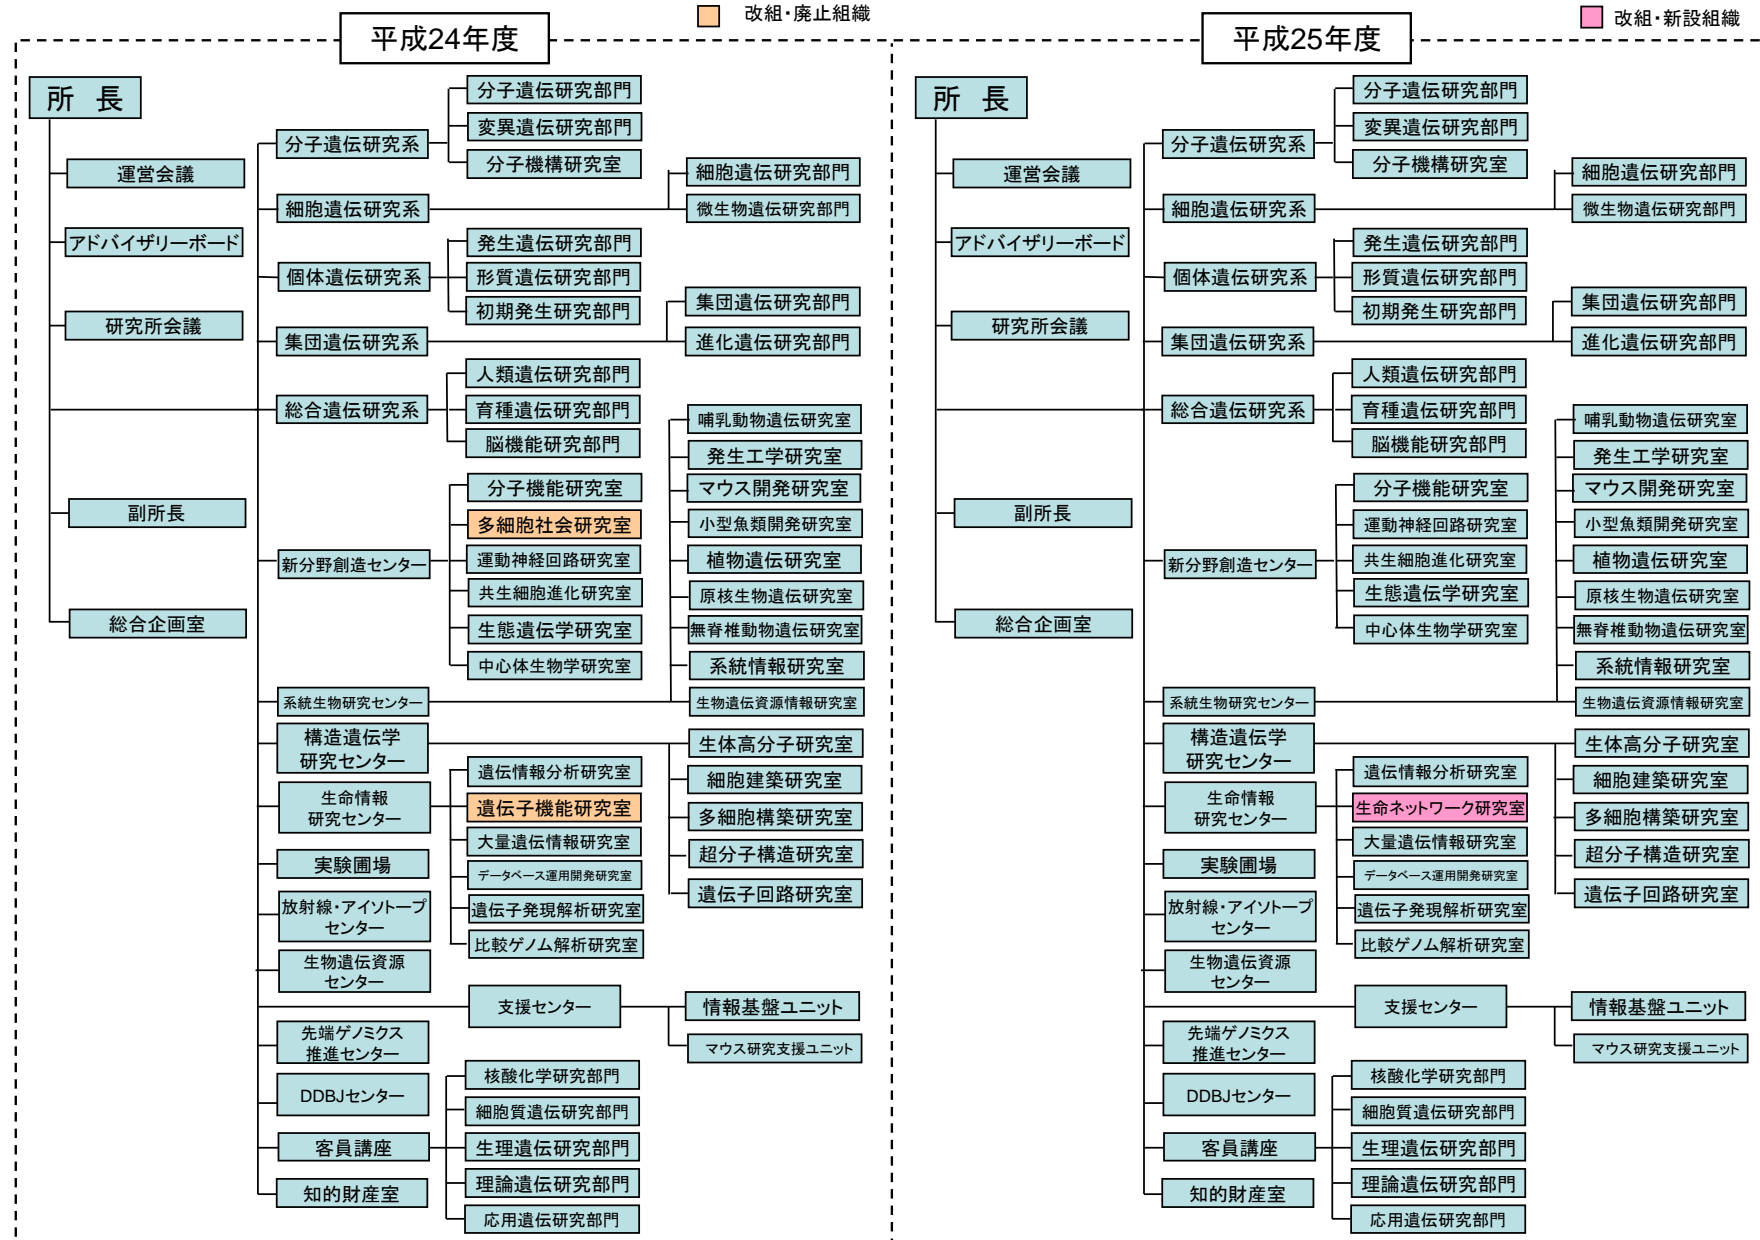 改組・廃止組織
平成24年度
所 長
運営会議
アドバイザリーボード
研究所会議
副所長
総合企画室
分子遺伝研究系
分子遺伝研究部門
変異遺伝研究部門
分子機構研究室
細胞遺伝研究系
細胞遺伝研究部門
微生物遺伝研究部門
個体遺伝研究系
発生遺伝研究部門
形質遺伝研究部門
初期発生研究部門
集団遺伝研究系
集団遺伝研究部門
進化遺伝研究部門
総合遺伝研究系
人類遺伝研究部門
育種遺伝研究部門
脳機能研究部門
新分野創造センター
分子機能研究室
多細胞社会研究室
運動神経回路研究室
共生細胞進化研究室
生態遺伝学研究室
中心体生物学研究室
系統生物研究センター
哺乳動物遺伝研究室
発生工学研究室
マウス開発研究室
小型魚類開発研究室
植物遺伝研究室
原核生物遺伝研究室
無脊椎動物遺伝研究室
系統情報研究室
生物遺伝資源情報研究室
構造遺伝学
研究センター
生体高分子研究室
細胞建築研究室
多細胞構築研究室
超分子構造研究室
遺伝子回路研究室
生命情報
研究センター
遺伝情報分析研究室
遺伝子機能研究室
大量遺伝情報研究室
データベース運用開発研究室
遺伝子発現解析研究室
比較ゲノム解析研究室
実験圃場
放射線・アイソトープ
センター
生物遺伝資源
センター
支援センター
情報基盤ユニット
マウス研究支援ユニット
先端ゲノミクス
推進センター
DDBJセンター
客員講座
核酸化学研究部門
細胞質遺伝研究部門
生理遺伝研究部門
理論遺伝研究部門
応用遺伝研究部門
知的財産室
改組・新設組織
平成25年度
所 長
運営会議
アドバイザリーボード
研究所会議
副所長
総合企画室
分子遺伝研究系
分子遺伝研究部門
変異遺伝研究部門
分子機構研究室
細胞遺伝研究系
細胞遺伝研究部門
微生物遺伝研究部門
個体遺伝研究系
発生遺伝研究部門
形質遺伝研究部門
初期発生研究部門
集団遺伝研究系
集団遺伝研究部門
進化遺伝研究部門
総合遺伝研究系
人類遺伝研究部門
育種遺伝研究部門
脳機能研究部門
新分野創造センター
分子機能研究室
運動神経回路研究室
共生細胞進化研究室
生態遺伝学研究室
中心体生物学研究室
系統生物研究センター
哺乳動物遺伝研究室
発生工学研究室
マウス開発研究室
小型魚類開発研究室
植物遺伝研究室
原核生物遺伝研究室
無脊椎動物遺伝研究室
系統情報研究室
生物遺伝資源情報研究室
構造遺伝学
研究センター
生体高分子研究室
細胞建築研究室
多細胞構築研究室
超分子構造研究室
遺伝子回路研究室
生命情報
研究センター
遺伝情報分析研究室
生命ネットワーク研究室
大量遺伝情報研究室
データベース運用開発研究室
遺伝子発現解析研究室
比較ゲノム解析研究室
実験圃場
放射線・アイソトープ
センター
生物遺伝資源
センター
支援センター
情報基盤ユニット
マウス研究支援ユニット
先端ゲノミクス
推進センター
DDBJセンター
客員講座
核酸化学研究部門
細胞質遺伝研究部門
生理遺伝研究部門
理論遺伝研究部門
応用遺伝研究部門
知的財産室